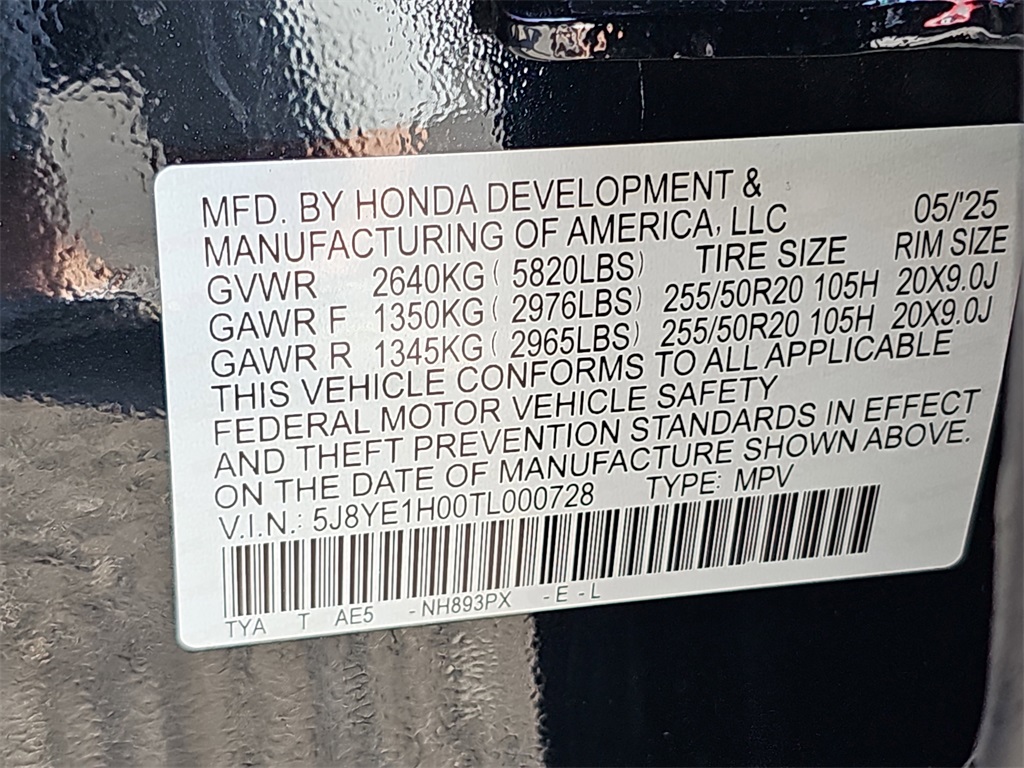 MFD. BY HONDA DEVELOPMENT &
MANUFACTURING OF AMERICA, LLC 05/'25
GVWR 2640KG ( 5820LBS) TIRE SIZE RIM SIZE
GAWR F 1350KG ( 2976LBS) 255/50R20 105H 20X9.0J
GAWR R 1345KG ( 2965LBS) 255/50R20 105H 20X9.0J
THIS VEHICLE CONFORMS TO ALL APPLICABLE
FEDERAL MOTOR VEHICLE SAFETY
AND THEFT PREVENTION STANDARDS IN EFFECT
ON THE DATE OF MANUFACTURE SHOWN ABOVE.
V.I.N.: 5J8YE1H00TL000728 TYPE: MPV
TYA T AE5 -NH893PX -E-L